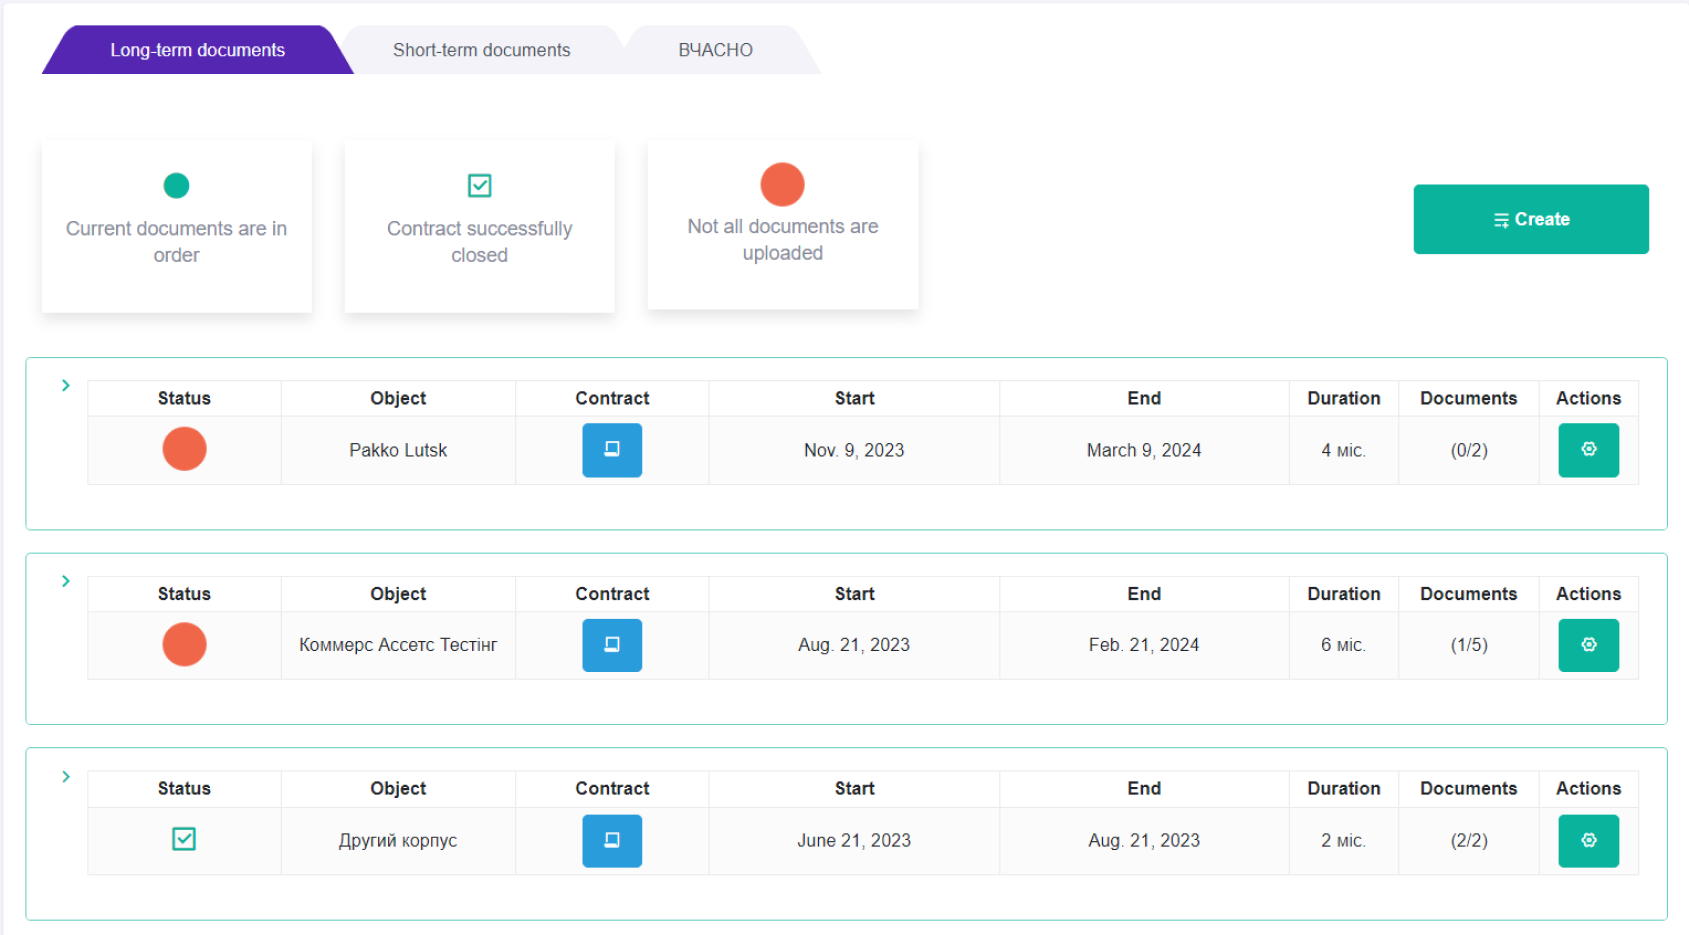 Long-term documents
Short-term documents
ВЧАСНО
Current documents are in
order
Contract successfully
closed
Not all documents are
uploaded
Create
Status Object Contract Start End Duration Documents Actions
Pakko Lutsk Nov. 9, 2023 March 9, 2024 4 міс. (0/2)
Status Object Contract Start End Duration Documents Actions
Коммерс Ассетс Тестінг Aug. 21, 2023 Feb. 21, 2024 6 міс. (1/5)
Status Object Contract Start End Duration Documents Actions
Другий корпус June 21, 2023 Aug. 21, 2023 2 міс. (2/2)